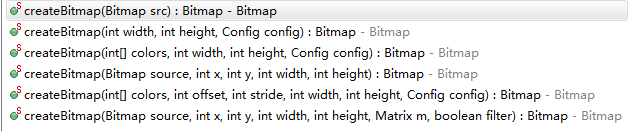 createBitmap(Bitmap src) : Bitmap - Bitmap
createBitmap(int width, int height, Config config) : Bitmap - Bitmap
createBitmap(int[] colors, int width, int height, Config config) : Bitmap - Bitmap
createBitmap(Bitmap source, int x, int y, int width, int height) : Bitmap - Bitmap
createBitmap(int[] colors, int offset, int stride, int width, int height, Config config) : Bitmap - Bitmap
createBitmap(Bitmap source, int x, int y, int width, int height, Matrix m, boolean filter) : Bitmap - Bitmap